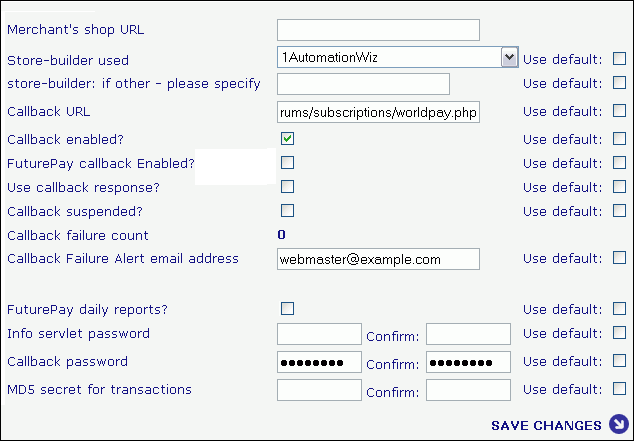 Merchant's shop URL
Store-builder used 1AutomationWiz Use default:
store-builder: if other - please specify Use default:
Callback URL rums/subscriptions/worldpay.php Use default:
Callback enabled? Use default:
FuturePay callback Enabled? Use default:
Use callback response? Use default:
Callback suspended? Use default:
Callback failure count 0
Callback Failure Alert email address webmaster@example.com Use default:
FuturePay daily reports? Use default:
Info servlet password Confirm: Use default:
Callback password ●●●●●●●● Confirm: ●●●●●●●● Use default:
MD5 secret for transactions Confirm: Use default:
SAVE CHANGES